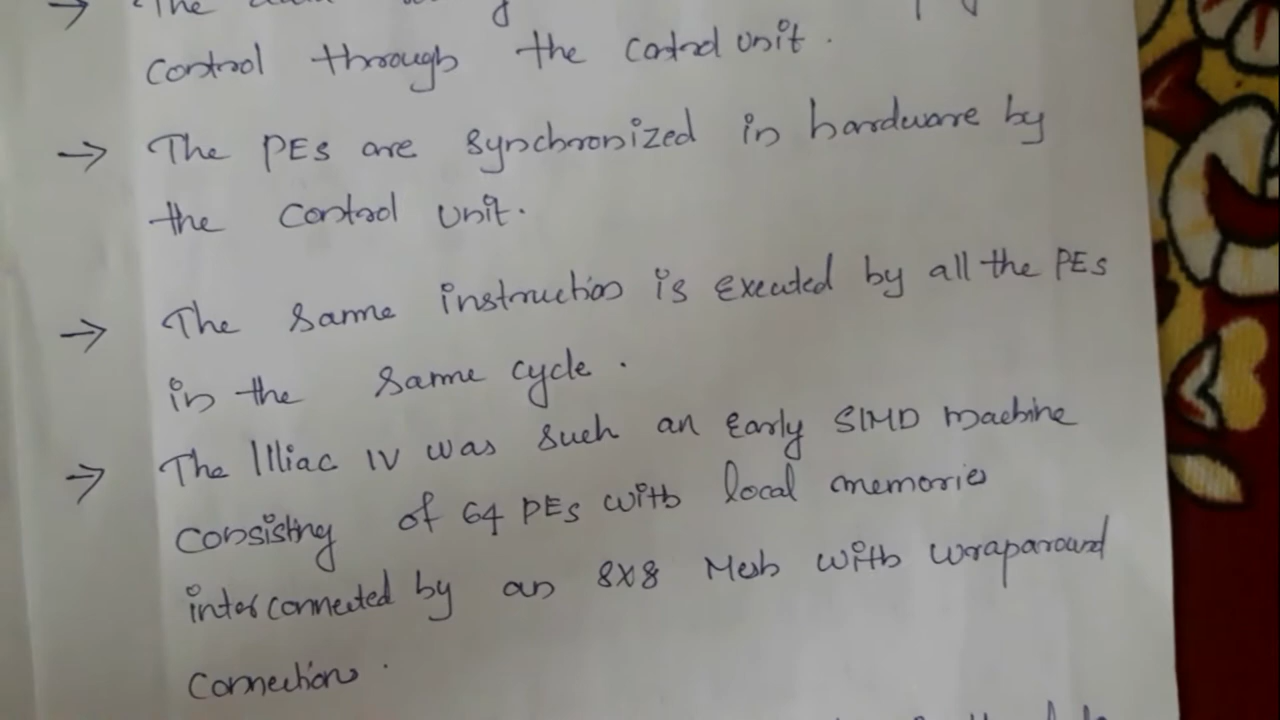 → The
control through the control unit.
→ The PEs are synchronized in hardware by
the control unit.
→ The same instruction is executed by all the PEs
in the same cycle.
→ The Illiac IV was such an Early SIMD machine
consisting of 64 PEs with local memories
interconnected by an 8x8 Mesh with wraparound
connections.